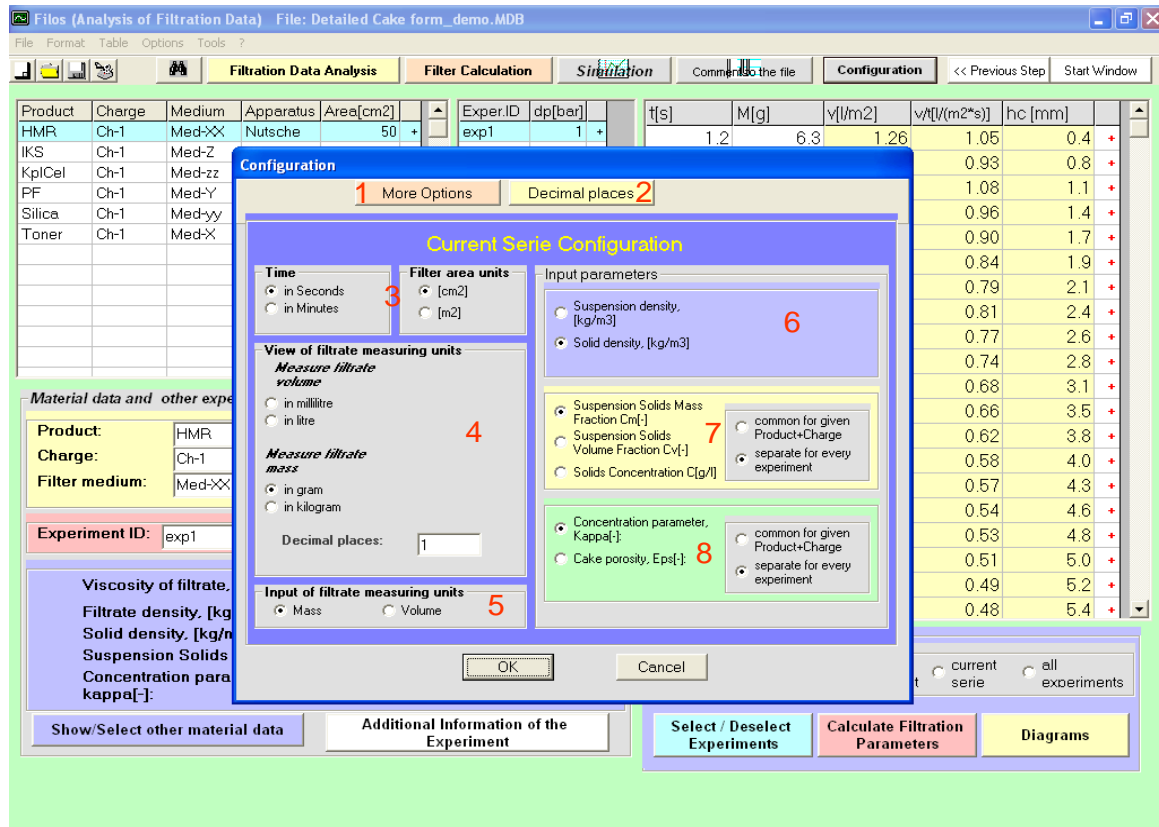 Filos (Analysis of Filtration Data) File: Detailed Cake form_demo.MDB
File Format Table Options Tools ?
Filtration Data Analysis
Filter Calculation
Simulation
Comments to the file
Configuration
<< Previous Step
Start Window
Product Charge Medium Apparatus Area[cm2]
HMR Ch-1 Med-XX Nutsche 50 +
IKS Ch-1 Med-Z
KplCel Ch-1 Med-zz
PF Ch-1 Med-Y
Silica Ch-1 Med-yy
Toner Ch-1 Med-X
Exper.ID dp[bar]
exp1 1 +
t[s] M[g] v[l/m2] v/t[l/(m2*s)] hc [mm]
1.2 6.3 1.26 1.05 0.4 +
0.93 0.8 +
1.08 1.1 +
0.96 1.4 +
0.90 1.7 +
0.84 1.9 +
0.79 2.1 +
0.81 2.4 +
0.77 2.6 +
0.74 2.8 +
0.68 3.1 +
0.66 3.5 +
0.62 3.8 +
0.58 4.0 +
0.57 4.3 +
0.54 4.6 +
0.53 4.8 +
0.51 5.0 +
0.49 5.2 +
0.48 5.4 +
Configuration
1 More Options
Decimal places 2
Current Serie Configuration
Time
in Seconds
in Minutes
3
Filter area units
[cm2]
[m2]
View of filtrate measuring units
Measure filtrate
volume
in millilitre
in litre
4
Measure filtrate
mass
in gram
in kilogram
Decimal places: 1
Input of filtrate measuring units
Mass Volume 5
Input parameters
Suspension density,
[kg/m3]
Solid density, [kg/m3]
6
Suspension Solids Mass
Fraction Cm[-]
Suspension Solids
Volume Fraction Cv[-]
Solids Concentration C[g/l]
7
common for given
Product+Charge
separate for every
experiment
Concentration parameter,
Kappa[-]:
Cake porosity, Eps[-]:
8
common for given
Product+Charge
separate for every
experiment
OK
Cancel
Material data and other expe
Product: HMR
Charge: Ch-1
Filter medium: Med-XX
Experiment ID: exp1
Viscosity of filtrate,
Filtrate density, [kg
Solid density, [kg/m
Suspension Solids
Concentration para
kappa[-]:
Show/Select other material data
Additional Information of the
Experiment
t
current
serie
all
experiments
Select / Deselect
Experiments
Calculate Filtration
Parameters
Diagrams